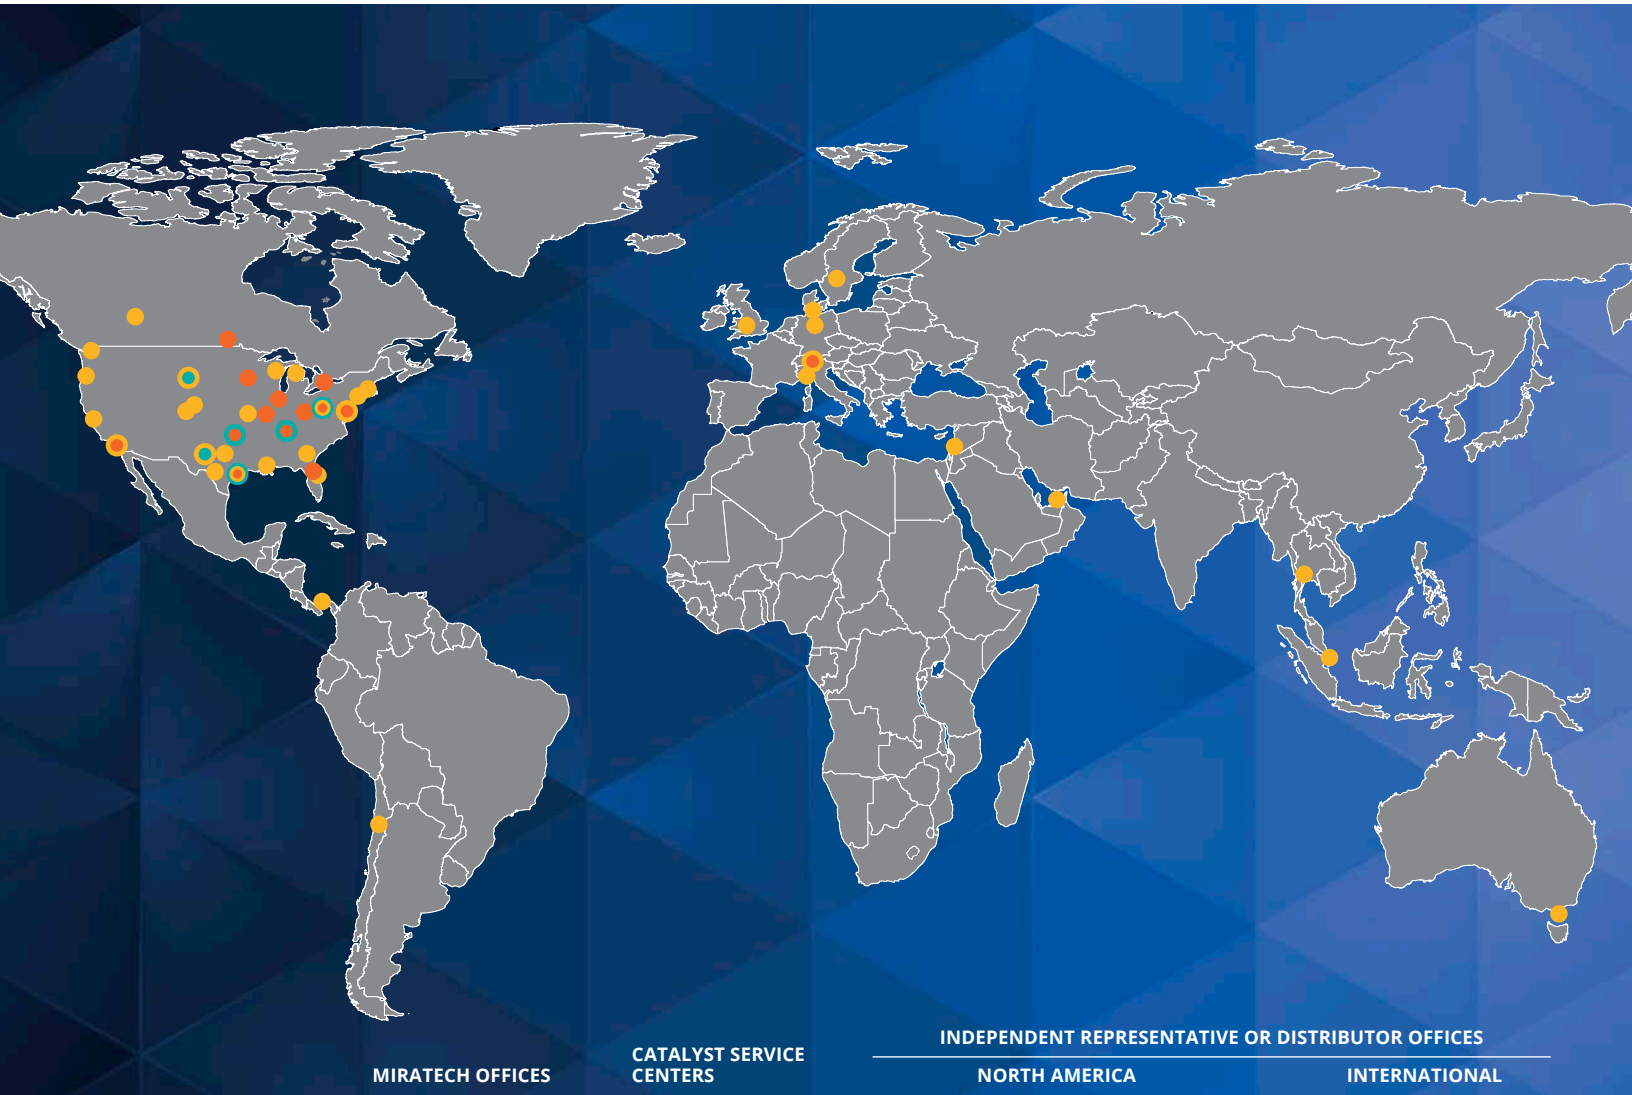 INDEPENDENT REPRESENTATIVE OR DISTRIBUTOR OFFICES
MIRATECH OFFICES
CATALYST SERVICE
CENTERS
NORTH AMERICA
INTERNATIONAL